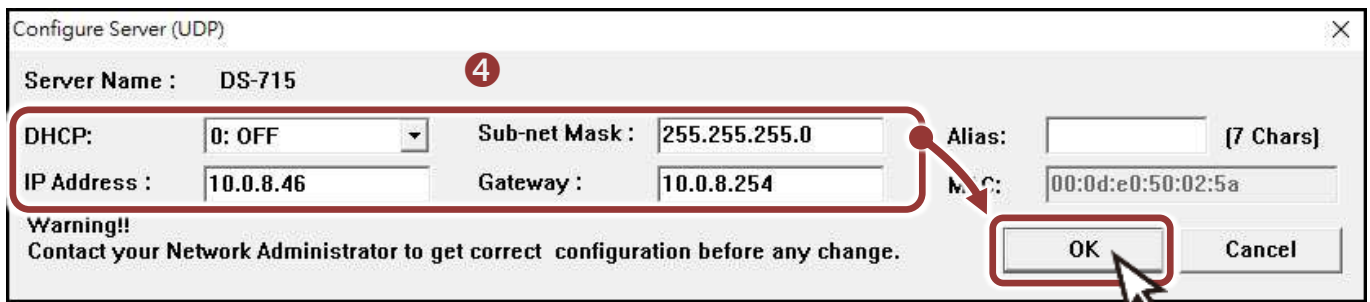 Configure Server (UDP)
Server Name : DS-715
4
DHCP: 0: OFF Sub-net Mask : 255.255.255.0 Alias: (7 Chars)
IP Address : 10.0.8.46 Gateway : 10.0.8.254 00:0d:e0:50:02:5a
Warning!!
Contact your Network Administrator to get correct configuration before any change.
OK Cancel